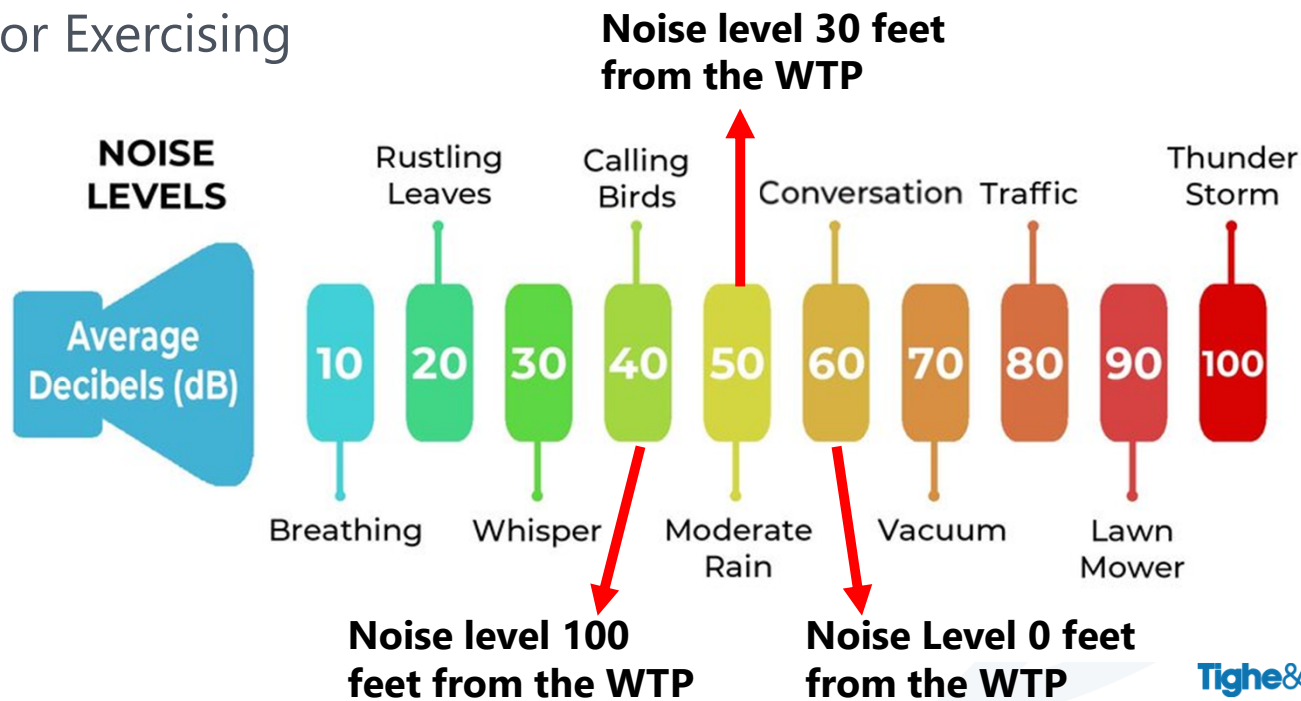 or Exercising
Noise level 30 feet
from the WTP
NOISE
LEVELS
Rustling
Leaves
Calling
Birds
Conversation
Traffic
Thunder
Storm
Average
Decibels (dB)
10
20
30
40
50
60
70
80
90
100
Breathing
Whisper
Moderate
Rain
Vacuum
Lawn
Mower
Noise level 100
feet from the WTP
Noise Level 0 feet
from the WTP
Tighe&